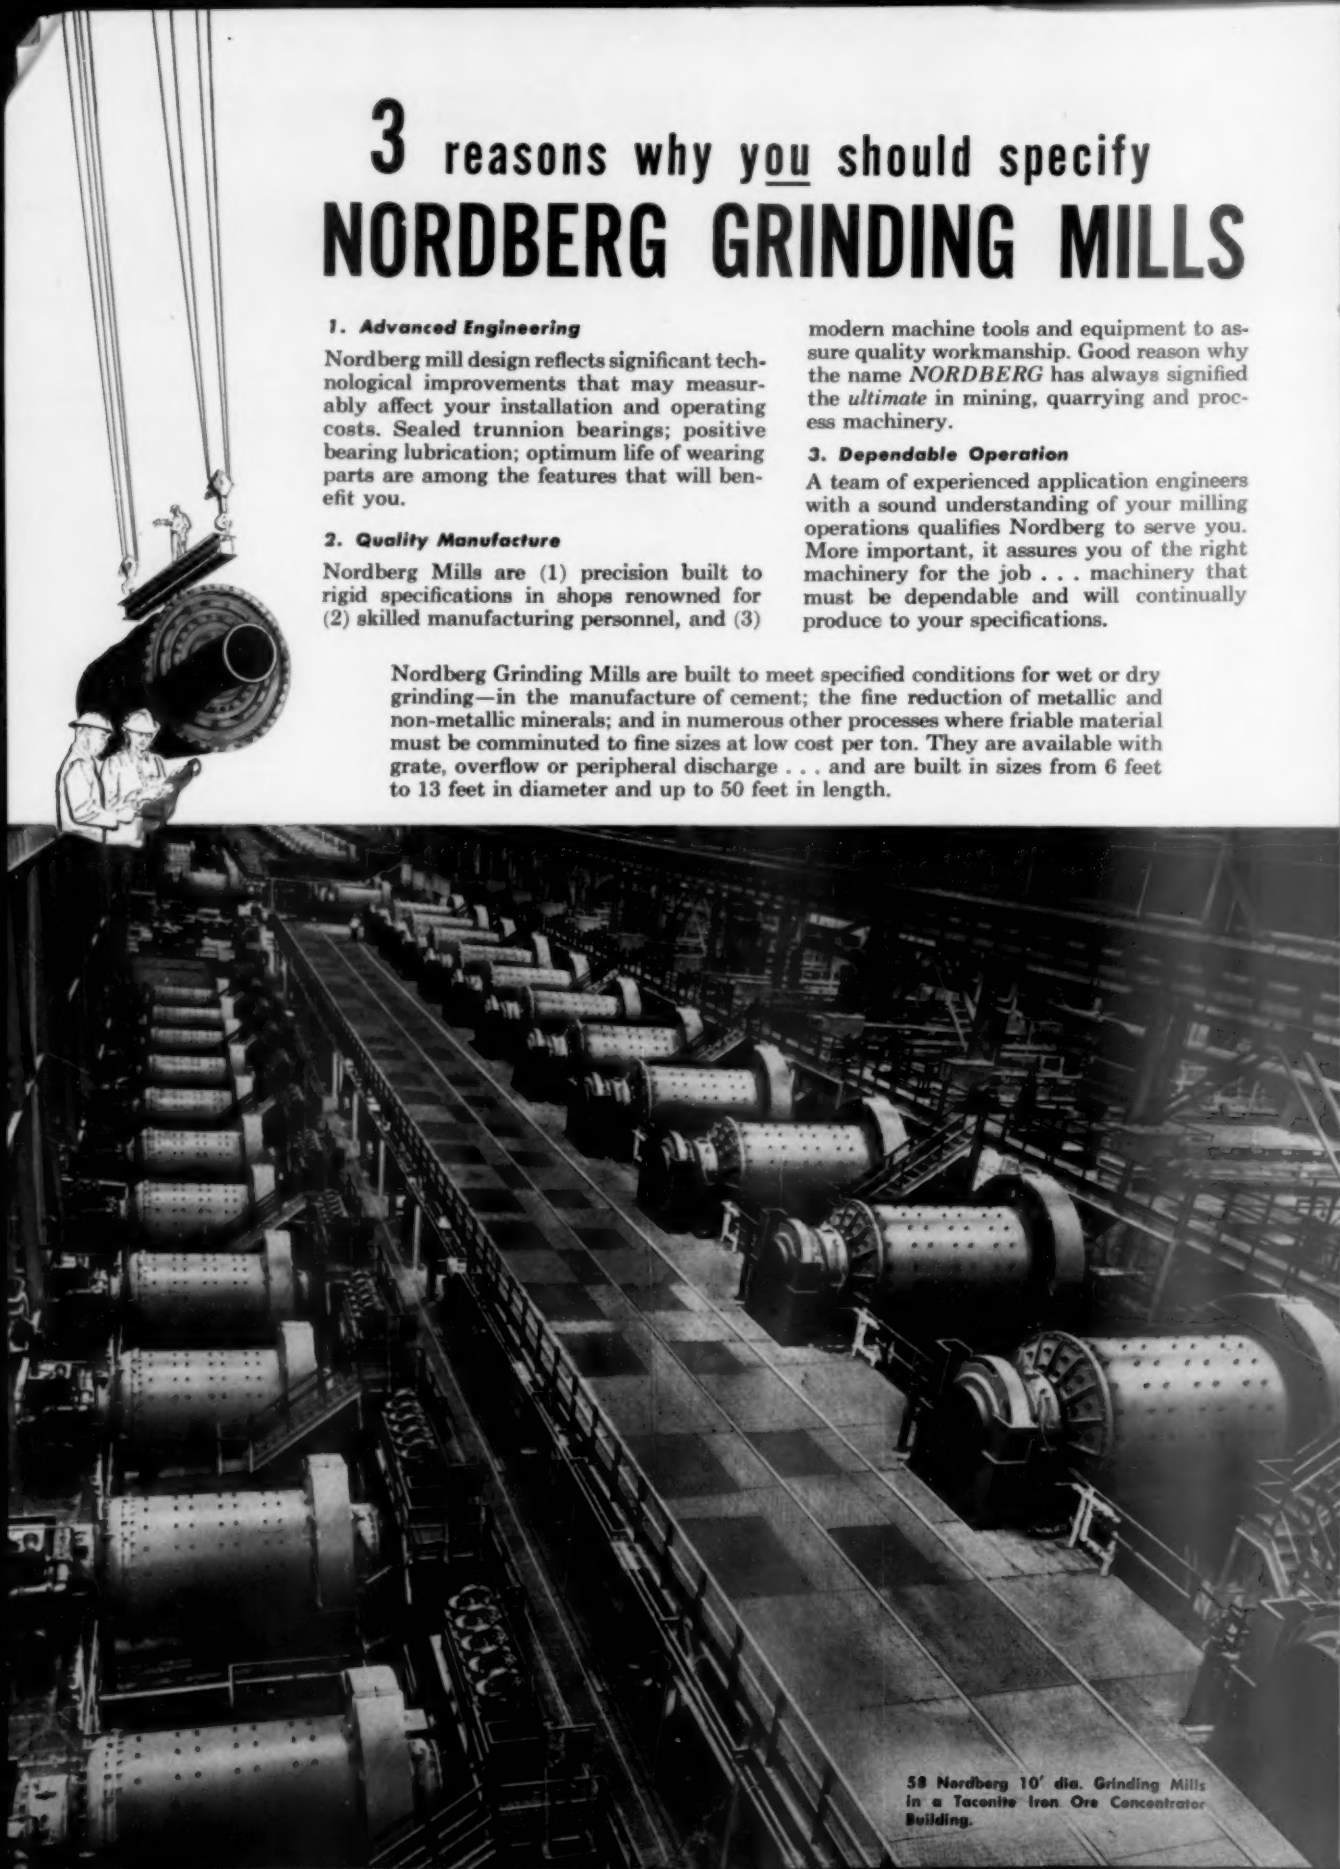 3 reasons why you should specify
NORDBERG GRINDING MILLS
1. Advanced Engineering
Nordberg mill design reflects significant tech-
nological improvements that may measur-
ably affect your installation and operating
costs. Sealed trunnion bearings; positive
bearing lubrication; optimum life of wearing
parts are among the features that will ben-
efit you.
2. Quality Manufacture
Nordberg Mills are (1) precision built to
rigid specifications in shops renowned for
(2) skilled manufacturing personnel, and (3)
modern machine tools and equipment to as-
sure quality workmanship. Good reason why
the name NORDBERG has always signified
the ultimate in mining, quarrying and proc-
ess machinery.
3. Dependable Operation
A team of experienced application engineers
with a sound understanding of your milling
operations qualifies Nordberg to serve you.
More important, it assures you of the right
machinery for the job . . . machinery that
must be dependable and will continually
produce to your specifications.
Nordberg Grinding Mills are built to meet specified conditions for wet or dry
grinding—in the manufacture of cement; the fine reduction of metallic and
non-metallic minerals; and in numerous other processes where friable material
must be comminuted to fine sizes at low cost per ton. They are available with
grate, overflow or peripheral discharge . . . and are built in sizes from 6 feet
to 13 feet in diameter and up to 50 feet in length.
58 Nordberg 10' dia. Grinding Mills
in a Taconite Iron Ore Concentrator
Building.